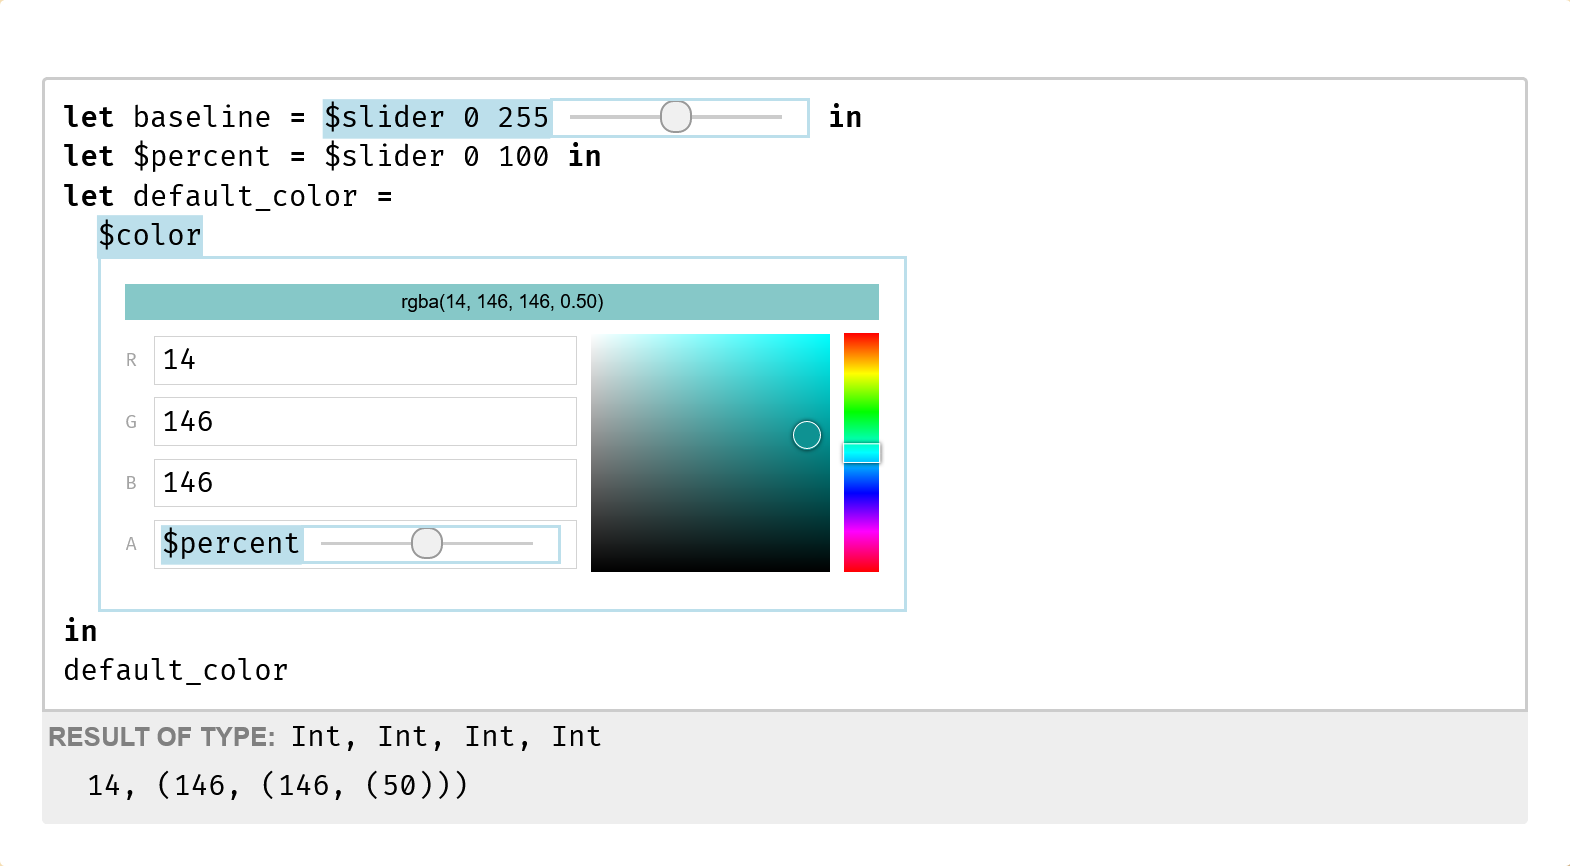 let baseline = $slider 0 255 in
let $percent = $slider 0 100 in
let default_color =
$color
rgba(14, 146, 146, 0.50)
R 14
G 146
B 146
A $percent
in
default_color
RESULT OF TYPE: Int, Int, Int, Int
14, (146, (146, (50)))